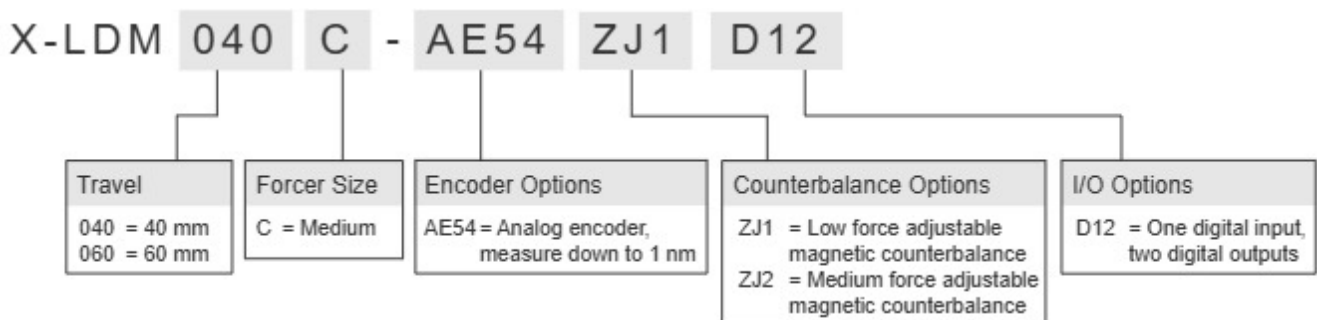 X-LDM 040 C - AE54 ZJ1 D12
Travel
040 = 40 mm
060 = 60 mm
Forcer Size
C = Medium
Encoder Options
AE54 = Analog encoder,
measure down to 1 nm
Counterbalance Options
ZJ1 = Low force adjustable
magnetic counterbalance
ZJ2 = Medium force adjustable
magnetic counterbalance
I/O Options
D12 = One digital input,
two digital outputs